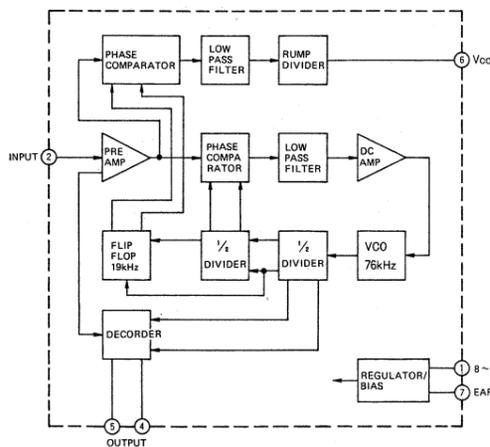 PHASE
COMPARATOR
LOW
PASS
FILTER
RUMP
DIVIDER
6 Vcc
INPUT 2
PRE
AMP
PHASE
COMPA
RATOR
LOW
PASS
FILTER
DC
AMP
FLIP
FLOP
19kHz
1/2
DIVIDER
1/2
DIVIDER
VCO
76kHz
DECORDER
REGULATOR/
BIAS
1 8~
7 EAR
5 4
OUTPUT